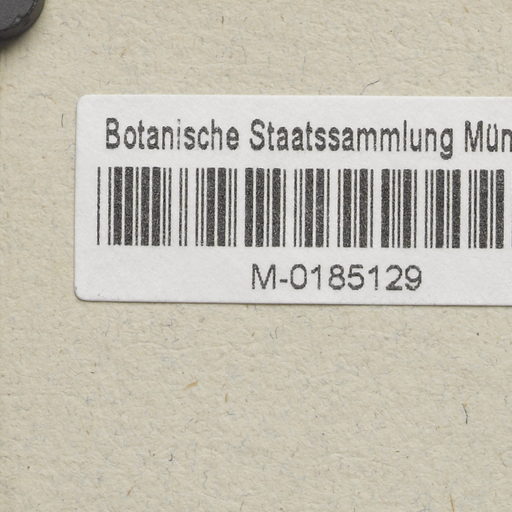 Botanische Staatssammlung Mün
M-0185129